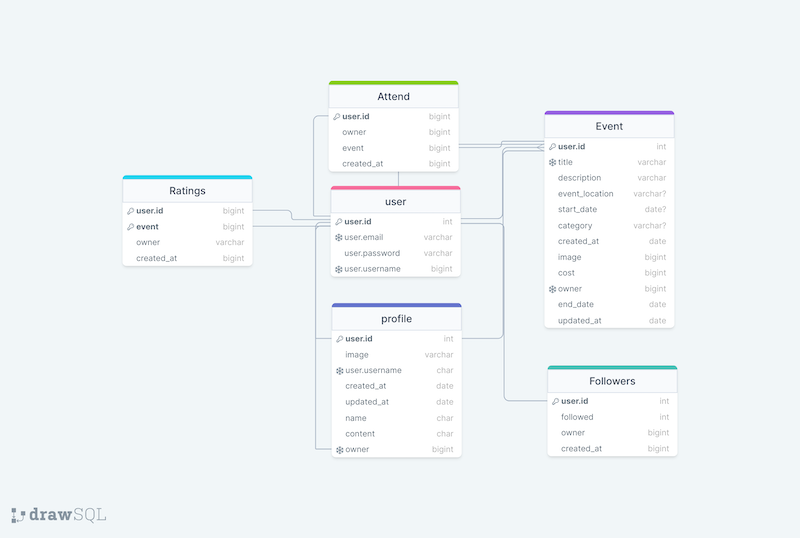 Attend
user.id bigint
owner bigint
event bigint
created_at bigint
Event
user.id int
title varchar
description varchar
event_location varchar?
start_date date?
category varchar?
created_at date
image bigint
cost bigint
owner bigint
end_date date
updated_at date
Ratings
user.id bigint
event bigint
owner varchar
created_at bigint
user
user.id int
user.email varchar
user.password varchar
user.username bigint
profile
user.id int
image varchar
user.username char
created_at date
updated_at date
name char
content char
owner bigint
Followers
user.id int
followed int
owner bigint
created_at bigint
drawSQL